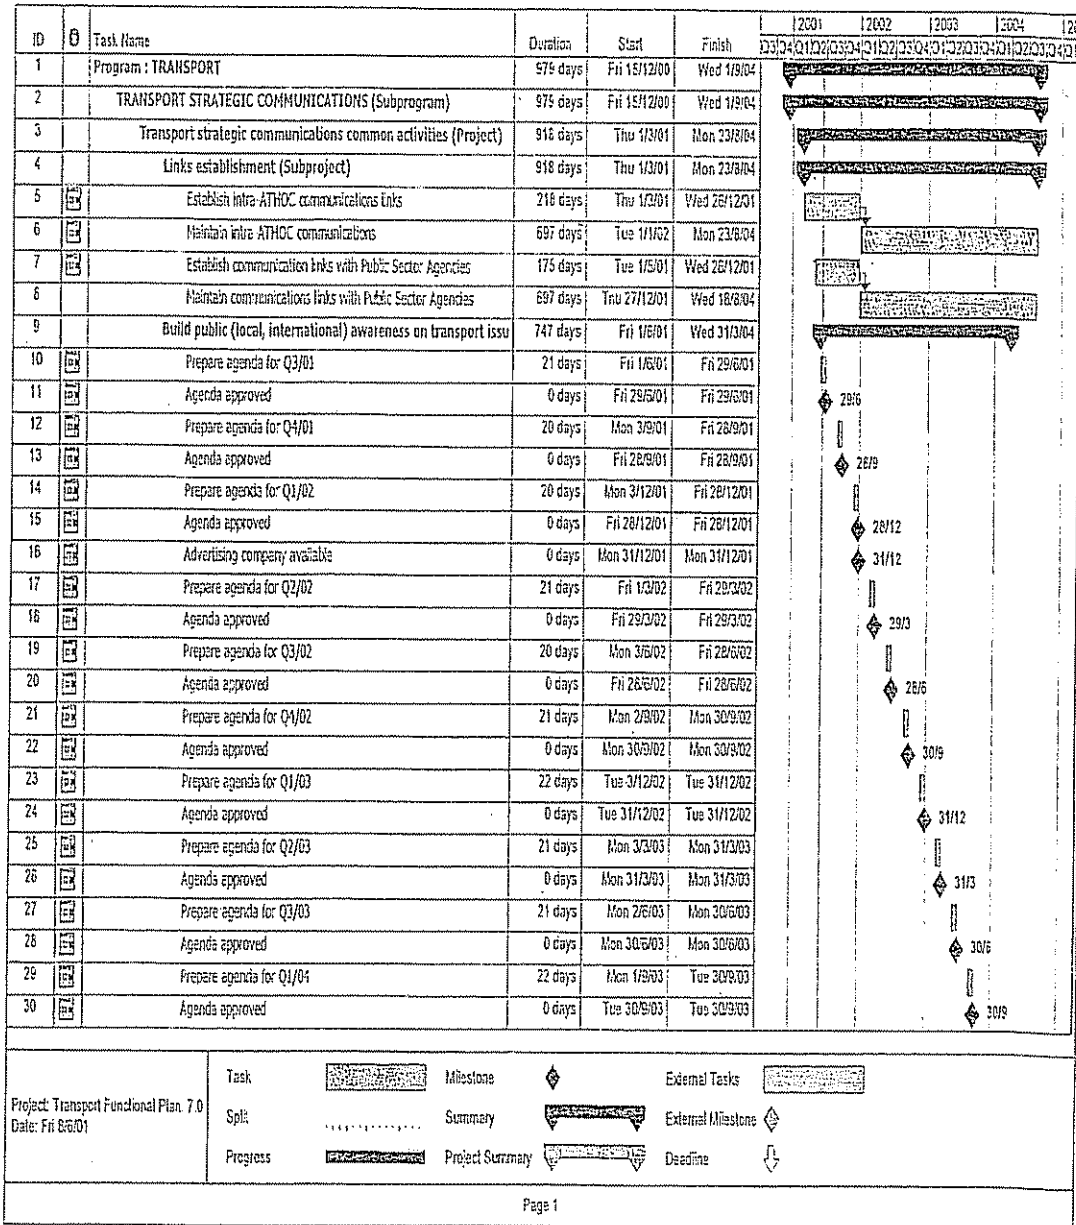 2001 2002 2003 2004
ID Task Name Duration Start Finish Q3 Q4 Q1 Q2 Q3 Q4 Q1 Q2 Q3 Q4 Q1 Q2 Q3 Q4 Q1 Q2 Q3 Q4
1 Program : TRANSPORT 979 days Fri 15/12/00 Wed 1/9/04
2 TRANSPORT STRATEGIC COMMUNICATIONS (Subprogram) 979 days Fri 15/12/00 Wed 1/9/04
3 Transport strategic communications common activities (Project) 918 days Thu 1/3/01 Mon 23/8/04
4 Links establishment (Subproject) 918 days Thu 1/3/01 Mon 23/8/04
5 Establish intra-ATHOC communications links 218 days Thu 1/3/01 Wed 26/12/01
6 Maintain intra ATHOC communications 697 days Tue 1/1/02 Mon 23/8/04
7 Establish communication links with Public Sector Agencies 175 days Tue 1/5/01 Wed 26/12/01
8 Maintain communications links with Public Sector Agencies 697 days Thu 27/12/01 Wed 18/8/04
9 Build public (local, international) awareness on transport issu 747 days Fri 1/6/01 Wed 31/3/04
10 Prepare agenda for Q3/01 21 days Fri 1/6/01 Fri 29/6/01
11 Agenda approved 0 days Fri 29/6/01 Fri 29/6/01 29/6
12 Prepare agenda for Q4/01 20 days Mon 3/9/01 Fri 28/9/01
13 Agenda approved 0 days Fri 28/9/01 Fri 28/9/01 28/9
14 Prepare agenda for Q1/02 20 days Mon 3/12/01 Fri 28/12/01
15 Agenda approved 0 days Fri 28/12/01 Fri 28/12/01 28/12
16 Advertising company available 0 days Mon 31/12/01 Mon 31/12/01 31/12
17 Prepare agenda for Q2/02 21 days Fri 1/3/02 Fri 29/3/02
18 Agenda approved 0 days Fri 29/3/02 Fri 29/3/02 29/3
19 Prepare agenda for Q3/02 20 days Mon 3/6/02 Fri 28/6/02
20 Agenda approved 0 days Fri 28/6/02 Fri 28/6/02 28/6
21 Prepare agenda for Q4/02 21 days Mon 2/9/02 Mon 30/9/02
22 Agenda approved 0 days Mon 30/9/02 Mon 30/9/02 30/9
23 Prepare agenda for Q1/03 22 days Tue 3/12/02 Tue 31/12/02
24 Agenda approved 0 days Tue 31/12/02 Tue 31/12/02 31/12
25 Prepare agenda for Q2/03 21 days Mon 3/3/03 Mon 31/3/03
26 Agenda approved 0 days Mon 31/3/03 Mon 31/3/03 31/3
27 Prepare agenda for Q3/03 21 days Mon 2/6/03 Mon 30/6/03
28 Agenda approved 0 days Mon 30/6/03 Mon 30/6/03 30/6
29 Prepare agenda for Q1/04 22 days Mon 1/9/03 Tue 30/9/03
30 Agenda approved 0 days Tue 30/9/03 Tue 30/9/03 30/9
Project: Transport Functional Plan 7.0
Date: Fri 8/6/01
Task Milestone External Tasks
Split Summary External Milestone
Progress Project Summary Deadline
Page 1